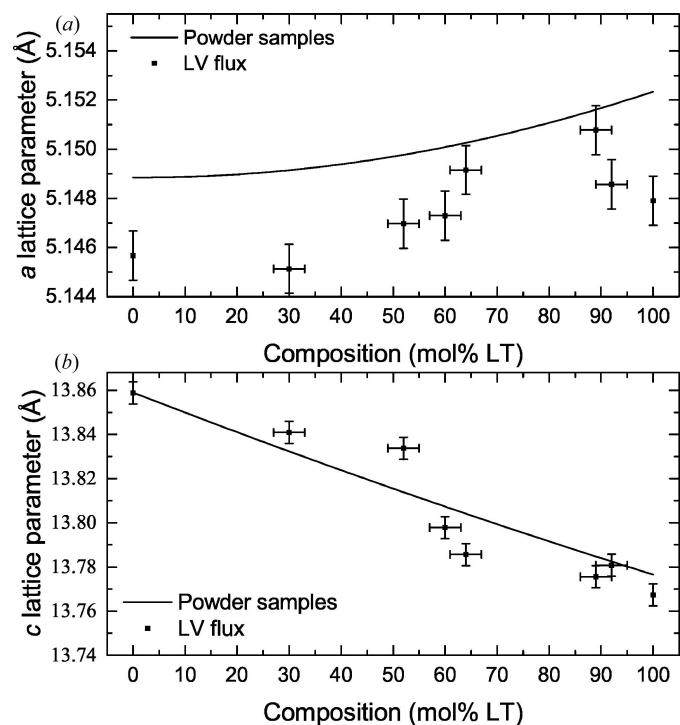 (a)
Powder samples
LV flux
5.154
5.152
5.150
5.148
5.146
5.144
a lattice parameter (Å)
0 10 20 30 40 50 60 70 80 90 100
Composition (mol% LT)
(b)
13.86
13.84
13.82
13.80
13.78
13.76
13.74
c lattice parameter (Å)
Powder samples
LV flux
0 10 20 30 40 50 60 70 80 90 100
Composition (mol% LT)